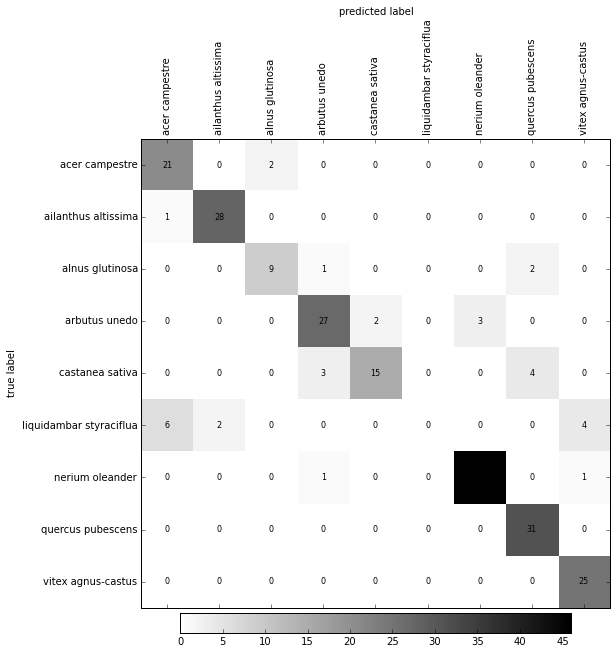 predicted label
acer campestre
ailanthus altissima
alnus glutinosa
arbutus unedo
castanea sativa
liquidambar styraciflua
nerium oleander
quercus pubescens
vitex agnus-castus
true label
acer campestre 21 0 2 0 0 0 0 0 0
ailanthus altissima 1 28 0 0 0 0 0 0 0
alnus glutinosa 0 0 9 1 0 0 0 2 0
arbutus unedo 0 0 0 27 2 0 3 0 0
castanea sativa 0 0 0 3 15 0 0 4 0
liquidambar styraciflua 6 2 0 0 0 0 0 0 4
nerium oleander 0 0 0 1 0 0 0 1
quercus pubescens 0 0 0 0 0 0 0 31 0
vitex agnus-castus 0 0 0 0 0 0 0 0 25
0 5 10 15 20 25 30 35 40 45